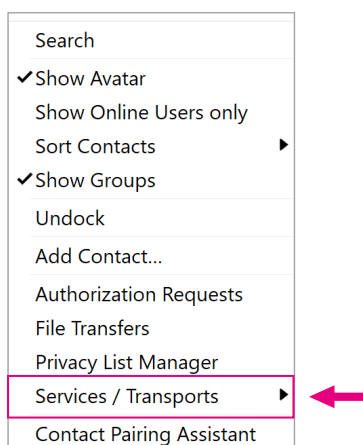 Search
Show Avatar
Show Online Users only
Sort Contacts
Show Groups
Undock
Add Contact...
Authorization Requests
File Transfers
Privacy List Manager
Services / Transports
Contact Pairing Assistant